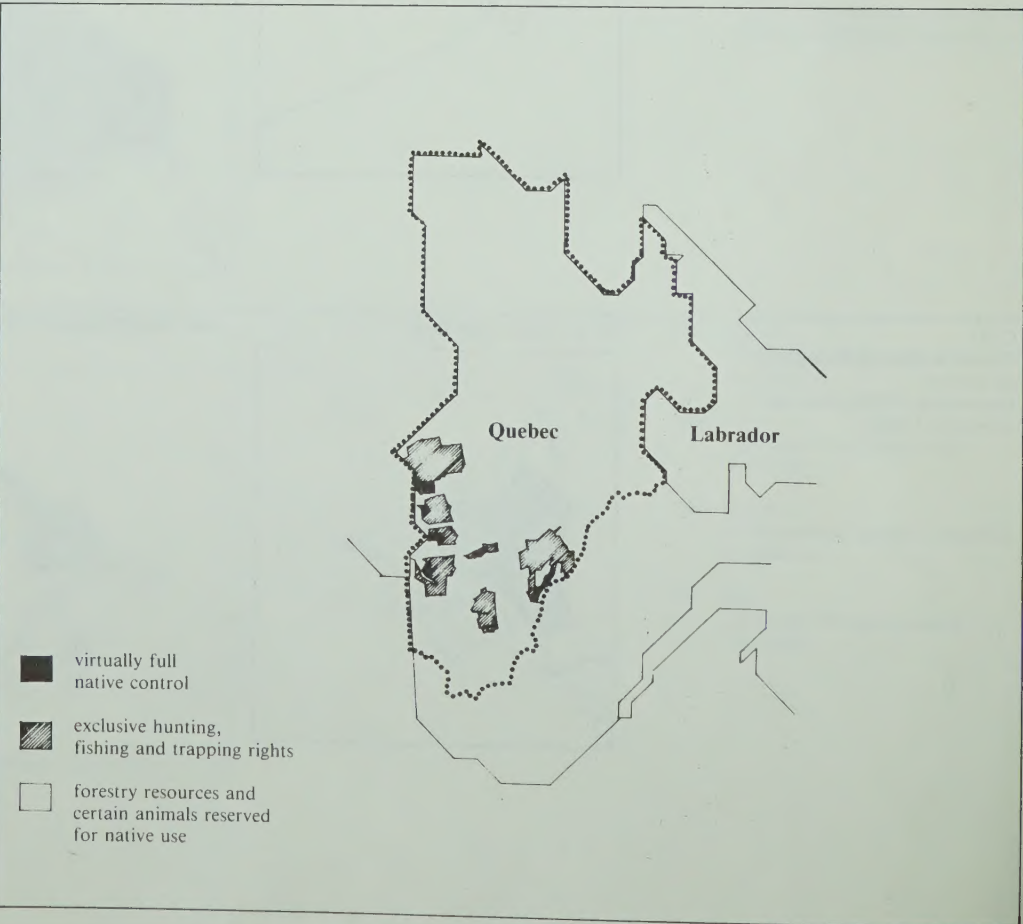 Quebec
Labrador
virtually full
native control
exclusive hunting,
fishing and trapping rights
forestry resources and
certain animals reserved
for native use